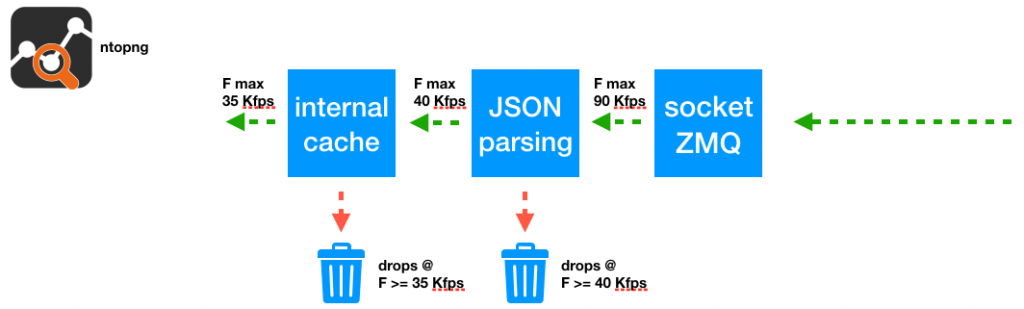 ntopng
F max
35 Kfps
internal
cache
F max
40 Kfps
JSON
parsing
F max
90 Kfps
socket
ZMQ
drops @
F >= 35 Kfps
drops @
F >= 40 Kfps